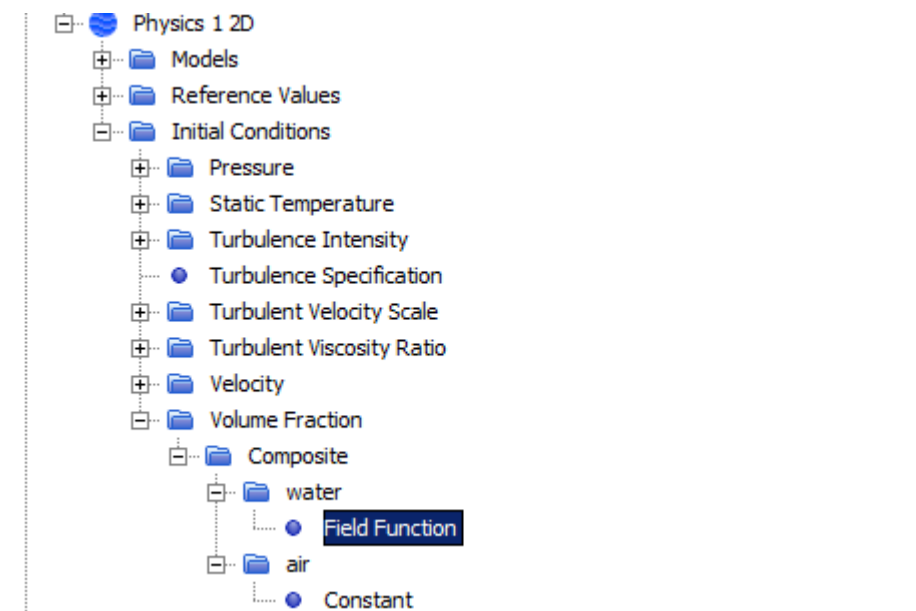 Physics 1 2D
Models
Reference Values
Initial Conditions
Pressure
Static Temperature
Turbulence Intensity
Turbulence Specification
Turbulent Velocity Scale
Turbulent Viscosity Ratio
Velocity
Volume Fraction
Composite
water
Field Function
air
Constant